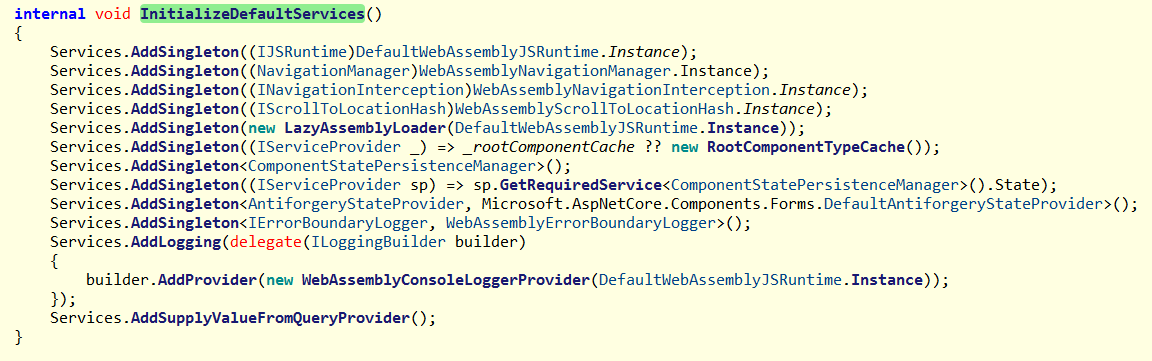 internal void InitializeDefaultServices()
{
    Services.AddSingleton((IJSRuntime)DefaultWebAssemblyJSRuntime.Instance);
    Services.AddSingleton((NavigationManager)WebAssemblyNavigationManager.Instance);
    Services.AddSingleton((INavigationInterception)WebAssemblyNavigationInterception.Instance);
    Services.AddSingleton((IScrollToLocationHash)WebAssemblyScrollToLocationHash.Instance);
    Services.AddSingleton(new LazyAssemblyLoader(DefaultWebAssemblyJSRuntime.Instance));
    Services.AddSingleton((IServiceProvider _) => _rootComponentCache ?? new RootComponentTypeCache());
    Services.AddSingleton<ComponentStatePersistenceManager>();
    Services.AddSingleton((IServiceProvider sp) => sp.GetRequiredService<ComponentStatePersistenceManager>().State);
    Services.AddSingleton<AntiforgeryStateProvider, Microsoft.AspNetCore.Components.Forms.DefaultAntiforgeryStateProvider>();
    Services.AddSingleton<IErrorBoundaryLogger, WebAssemblyErrorBoundaryLogger>();
    Services.AddLogging(delegate(ILoggingBuilder builder)
    {
        builder.AddProvider(new WebAssemblyConsoleLoggerProvider(DefaultWebAssemblyJSRuntime.Instance));
    });
    Services.AddSupplyValueFromQueryProvider();
}